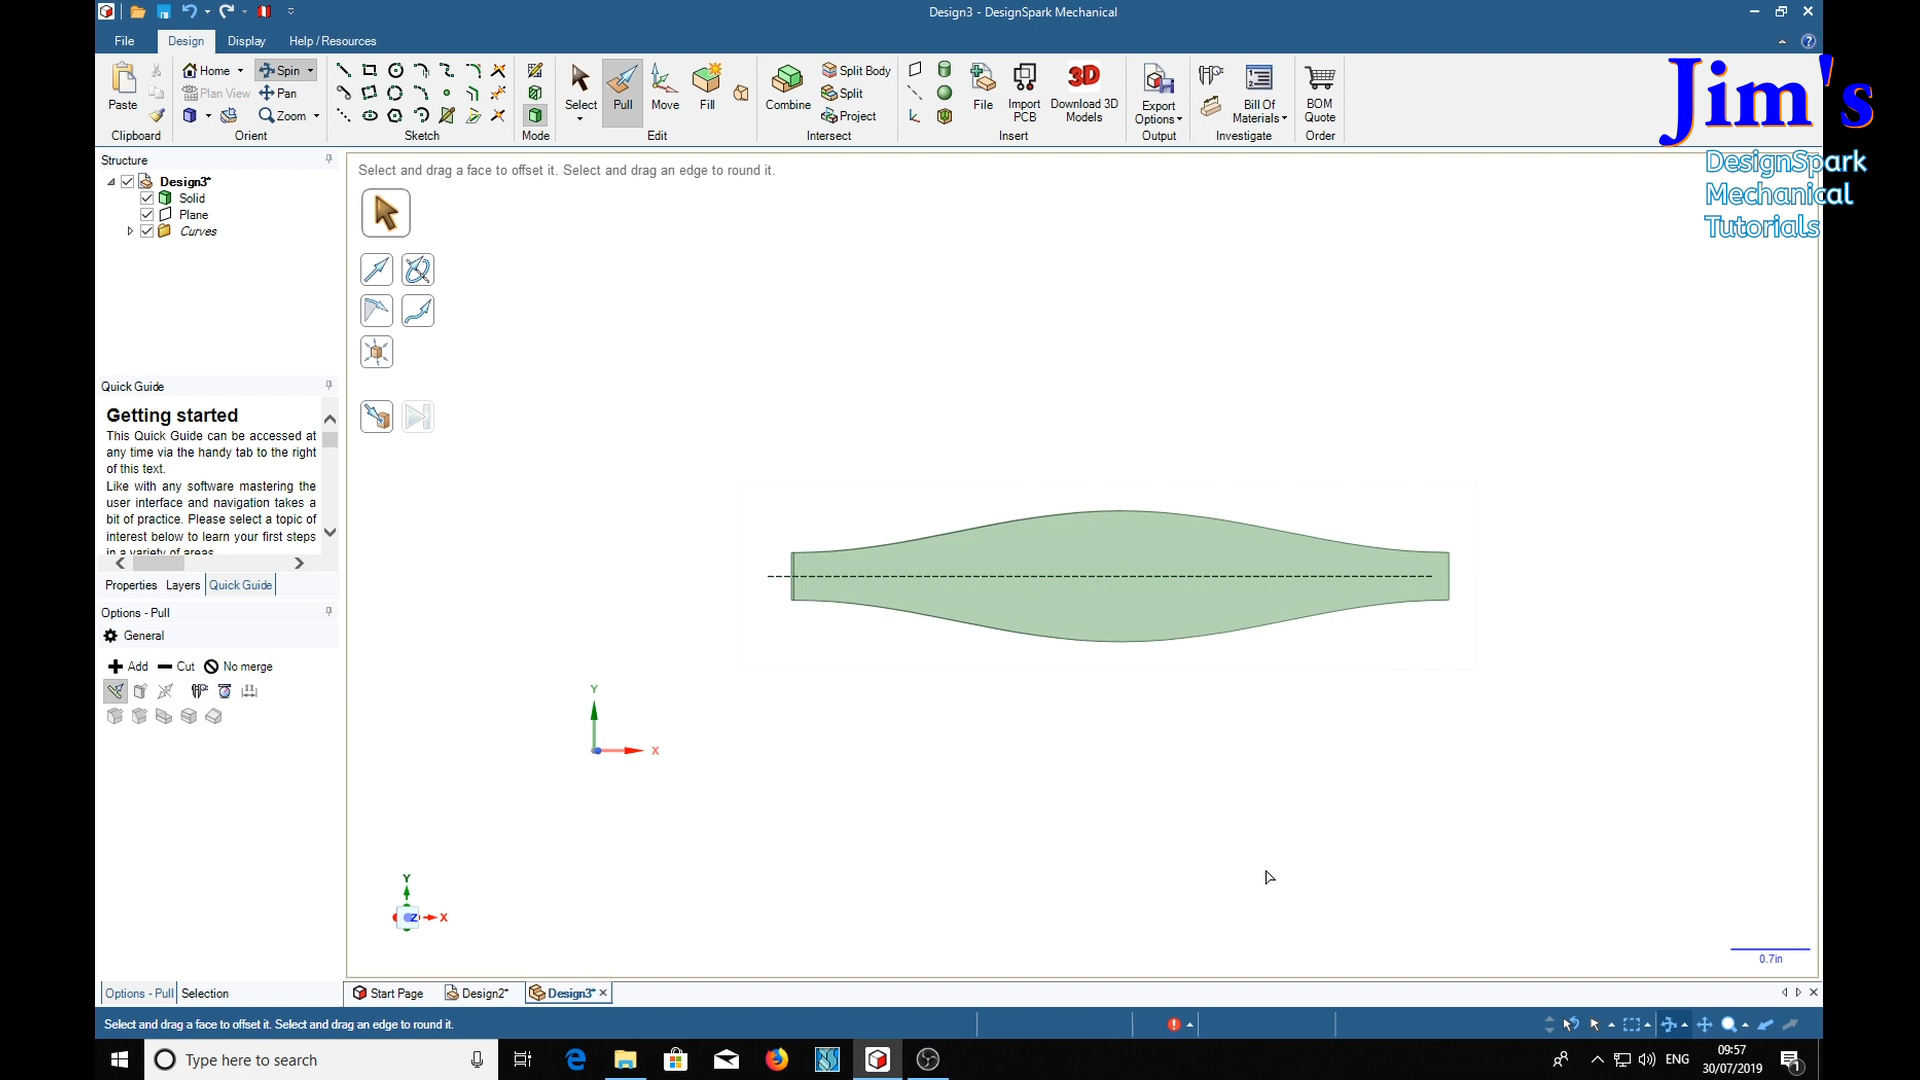 Design3 - DesignSpark Mechanical
File Design Display Help / Resources
Jim's
DesignSpark
Mechanical
Tutorials
Paste
Clipboard
Home Spin
Plan View Pan
Zoom
Orient
Sketch
Mode
Select Pull Move Fill
Edit
Combine
Split Body
Split
Project
Intersect
File
Import
PCB
Download 3D
Models
3D
Insert
Export
Options
Output
Bill Of
Materials
Investigate
BOM
Quote
Order
Structure
Design3*
Solid
Plane
Curves
Select and drag a face to offset it. Select and drag an edge to round it.
Quick Guide
Getting started
This Quick Guide can be accessed at
any time via the handy tab to the right
of this text.
Like with any software mastering the
user interface and navigation takes a
bit of practice. Please select a topic of
interest below to learn your first steps
in a variety of areas.
Properties Layers Quick Guide
Options - Pull
General
Add Cut No merge
Y
X
Y
Z
X
0.7in
Options - Pull Selection
Start Page Design2* Design3*
Select and drag a face to offset it. Select and drag an edge to round it.
Type here to search
ENG
09:57
30/07/2019
1